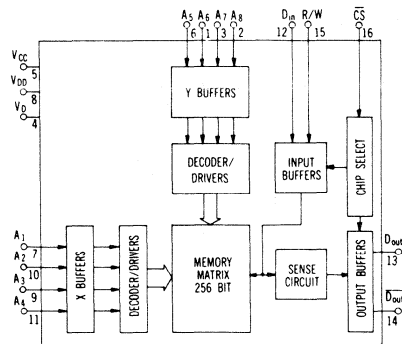 A5 A6 A7 A8 Din R/W CS
6 1 3 2 12 15 16
VCC
5
VDD
8
VD
4
Y BUFFERS
DECODER/
DRIVERS
INPUT
BUFFERS
CHIP SELECT
A1
7
A2
10
A3
9
A4
11
X BUFFERS
DECODER/DRIVERS
MEMORY
MATRIX
256 BIT
SENSE
CIRCUIT
OUTPUT BUFFERS
Dout
13
Dout
14